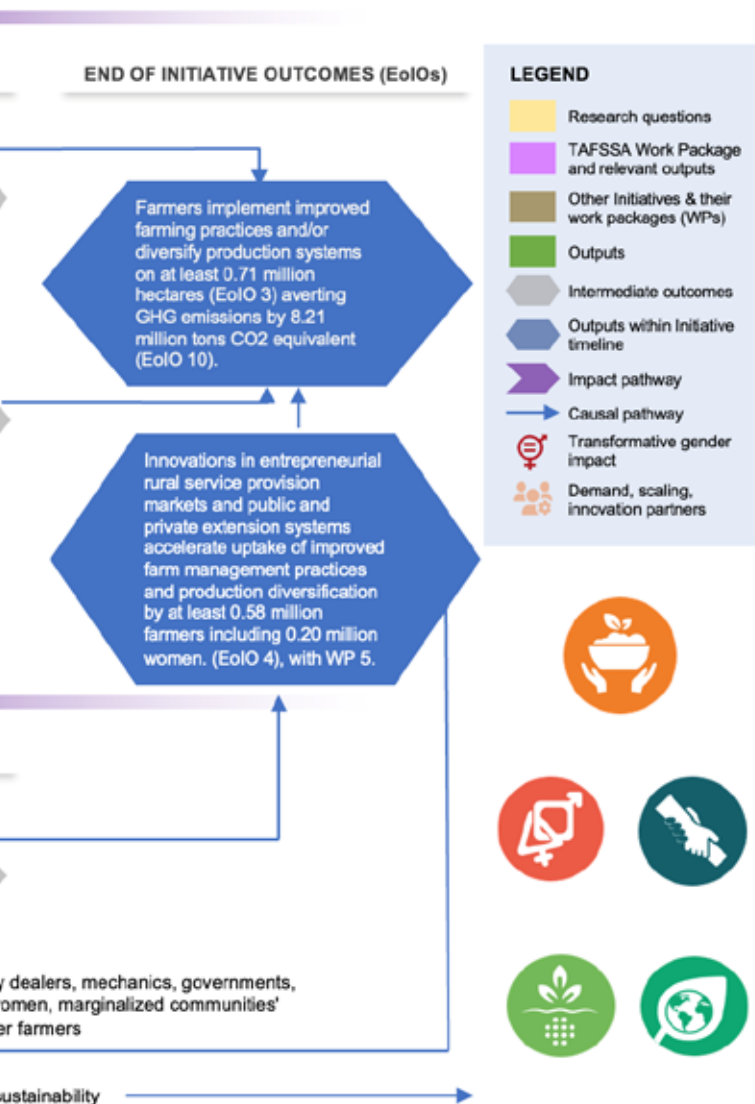 END OF INITIATIVE OUTCOMES (EoIOs)
Farmers implement improved
farming practices and/or
diversify production systems
on at least 0.71 million
hectares (EoIO 3) averting
GHG emissions by 8.21
million tons CO2 equivalent
(EoIO 10).
Innovations in entrepreneurial
rural service provision
markets and public and
private extension systems
accelerate uptake of improved
farm management practices
and production diversification
by at least 0.58 million
farmers including 0.20 million
women. (EoIO 4), with WP 5.
LEGEND
Research questions
TAFSSA Work Package
and relevant outputs
Other Initiatives & their
work packages (WPs)
Outputs
Intermediate outcomes
Outputs within Initiative
timeline
Impact pathway
Causal pathway
Transformative gender
impact
Demand, scaling,
innovation partners
y dealers, mechanics, governments,
omen, marginalized communities'
er farmers
sustainability